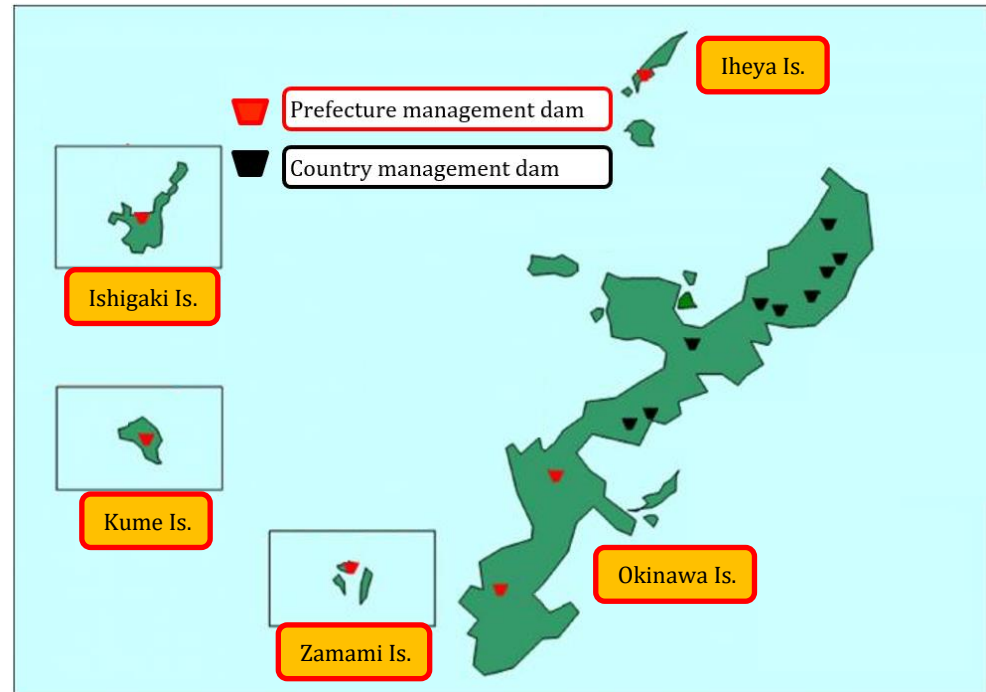 Iheya Is.
Prefecture management dam
Country management dam
Ishigaki Is.
Kume Is.
Okinawa Is.
Zamami Is.